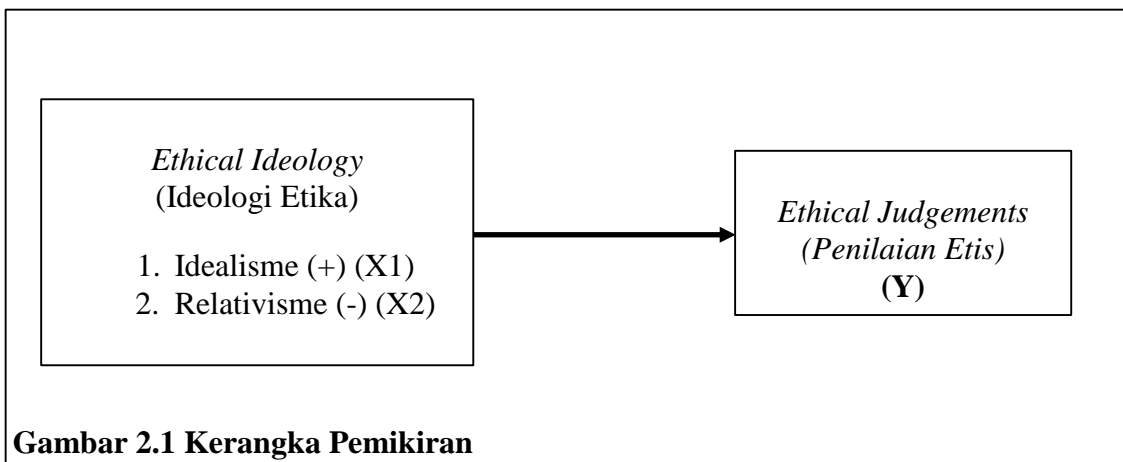 Ethical Ideology
(Ideologi Etika)
1. Idealisme (+) (X1)
2. Relativisme (-) (X2)
Ethical Judgements
(Penilaian Etis)
(Y)
Gambar 2.1 Kerangka Pemikiran